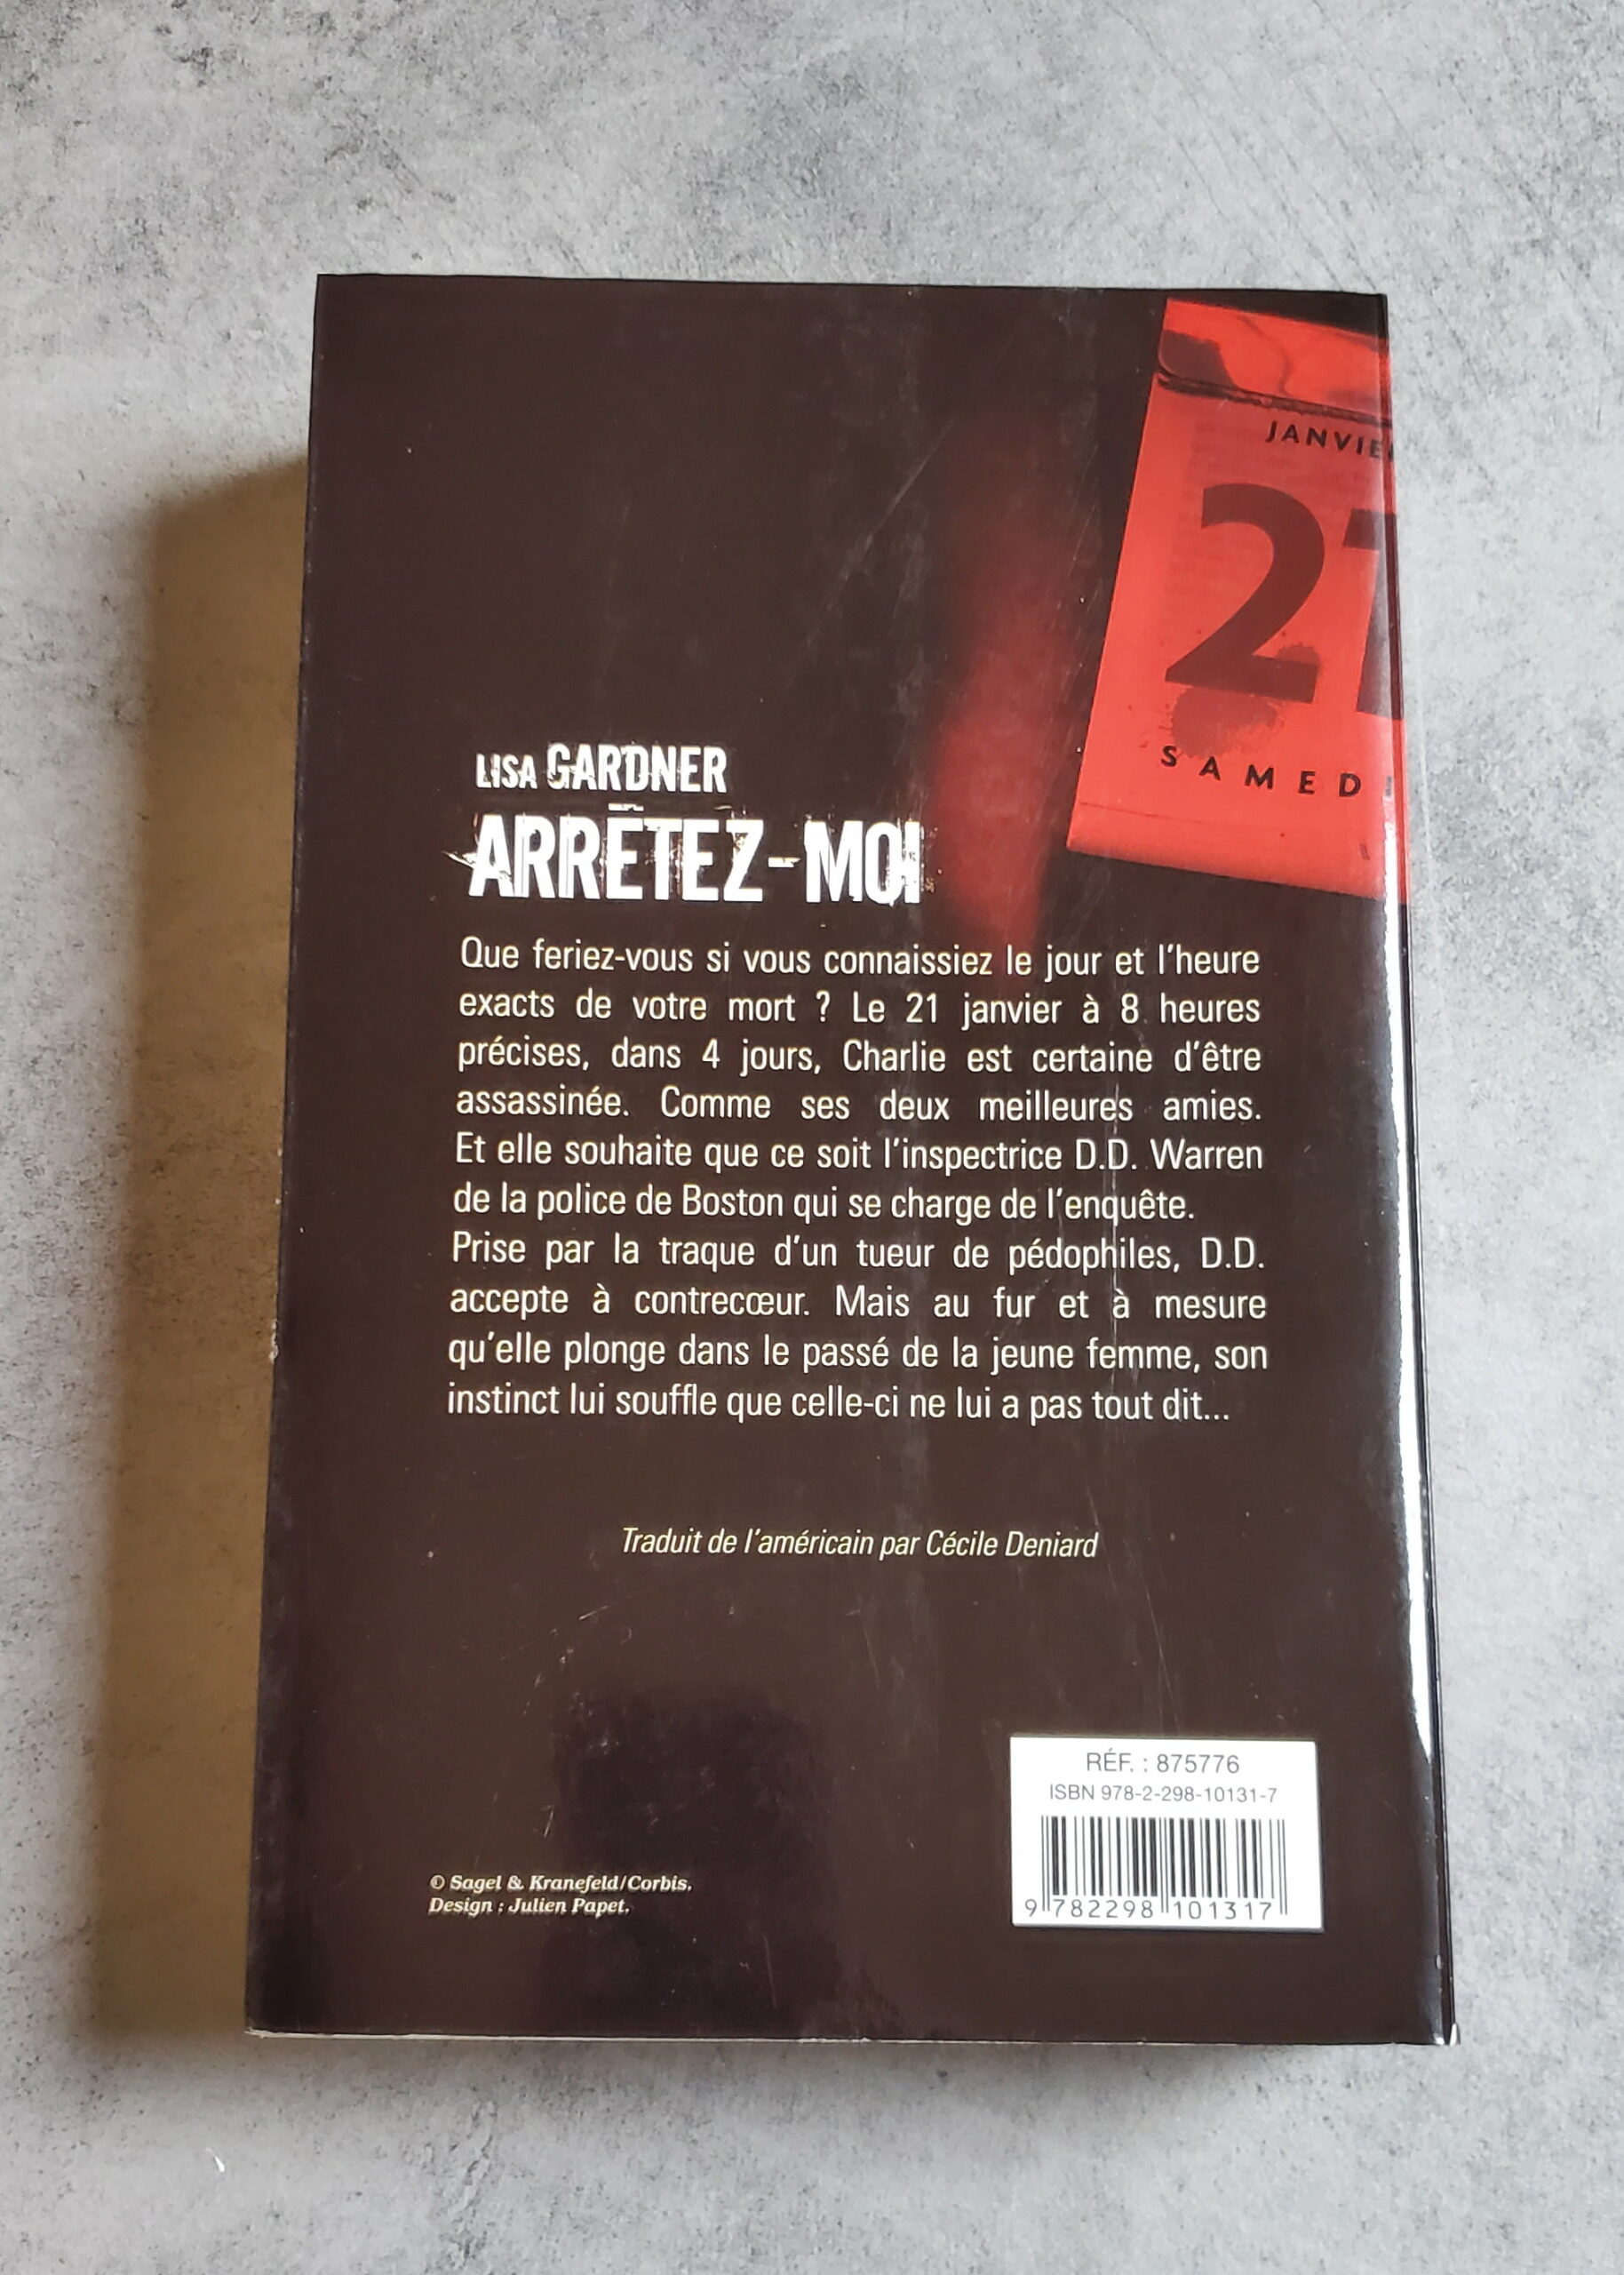 JANVIE
21
SAMEDI
LISA GARDNER
ARRÊTEZ-MOI
Que feriez-vous si vous connaissiez le jour et l'heure
exacts de votre mort ? Le 21 janvier à 8 heures
précises, dans 4 jours, Charlie est certaine d'être
assassinée. Comme ses deux meilleures amies.
Et elle souhaite que ce soit l'inspectrice D.D. Warren
de la police de Boston qui se charge de l'enquête.
Prise par la traque d'un tueur de pédophiles, D.D.
accepte à contrecœur. Mais au fur et à mesure
qu'elle plonge dans le passé de la jeune femme, son
instinct lui souffle que celle-ci ne lui a pas tout dit...
Traduit de l'américain par Cécile Deniard
RÉF. : 875776
ISBN 978-2-298-10131-7
9 782298 101317
© Sagel & Kranefeld/Corbis.
Design : Julien Papet.